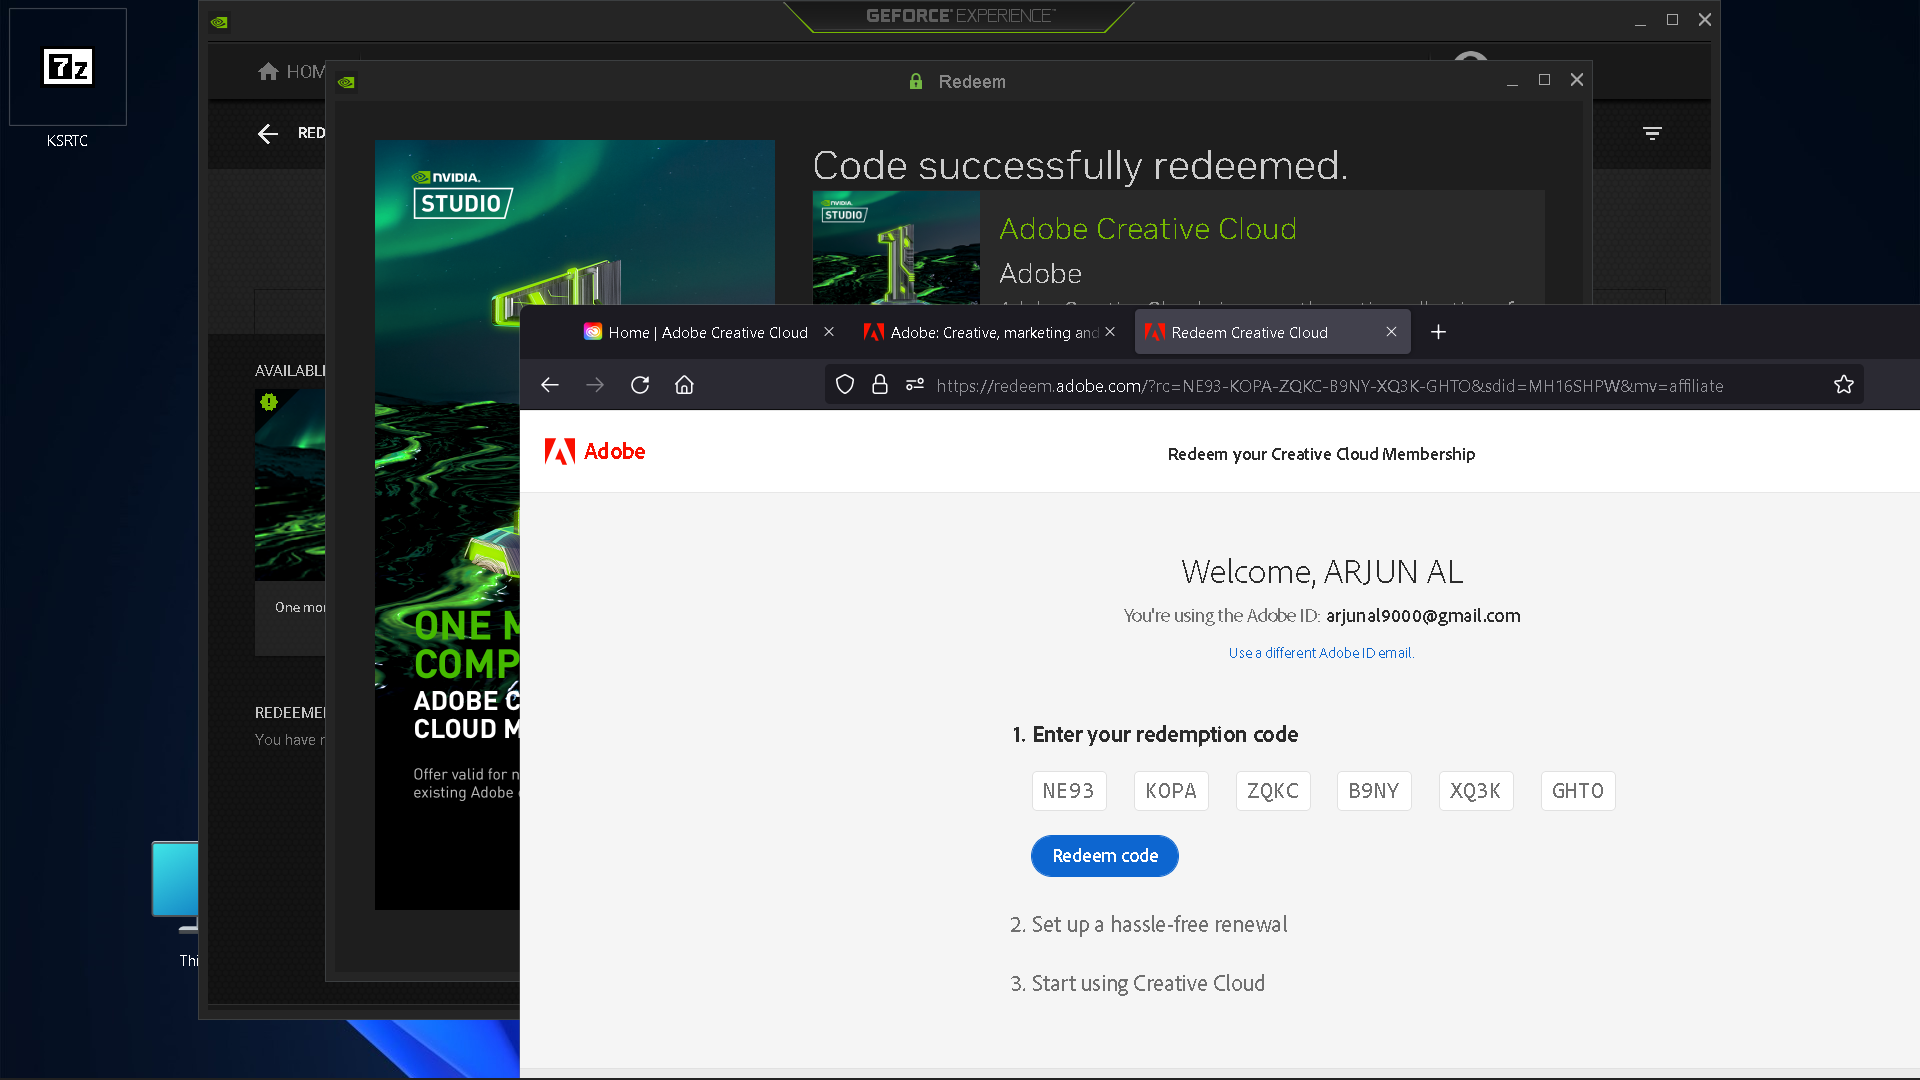 KSRTC
GEFORCE EXPERIENCE
HOM
RED
Redeem
NVIDIA.
STUDIO
Code successfully redeemed.
NVIDIA.
STUDIO
Adobe Creative Cloud
Adobe
AVAILABL
One mor
REDEEME
You have r
ONE M
COMP
ADOBE C
CLOUD M
Offer valid for n
existing Adobe
Thi
Home | Adobe Creative Cloud
Adobe: Creative, marketing and
Redeem Creative Cloud
https://redeem.adobe.com/?rc=NE93-KOPA-ZQKC-B9NY-XQ3K-GHTO&sdid=MH16SHPW&mv=affiliate
Adobe
Redeem your Creative Cloud Membership
Welcome, ARJUN AL
You're using the Adobe ID: arjunal9000@gmail.com
Use a different Adobe ID email.
1. Enter your redemption code
NE93 KOPA ZQKC B9NY XQ3K GHTO
Redeem code
2. Set up a hassle-free renewal
3. Start using Creative Cloud